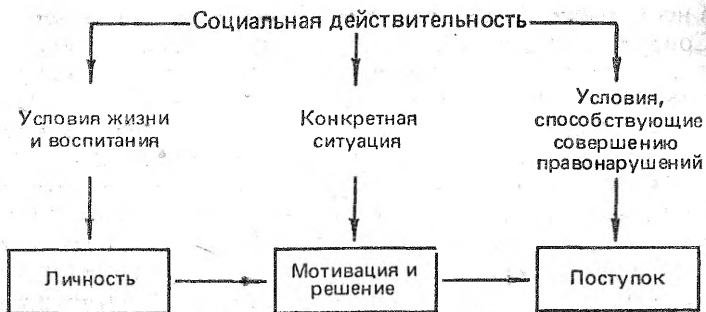 Социальная действительность
Условия жизни
и воспитания
Конкретная
ситуация
Условия,
способствующие
совершению
правонарушений
Личность
Мотивация и
решение
Поступок